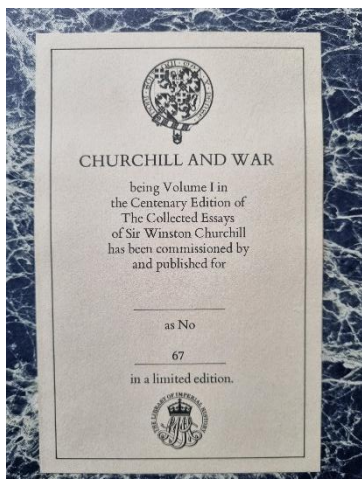 CHURCHILL AND WAR
being Volume I in
the Centenary Edition of
The Collected Essays
of Sir Winston Churchill
has been commissioned by
and published for
as No
67
in a limited edition.
THE LIBRARY OF IMPERIAL HISTORY